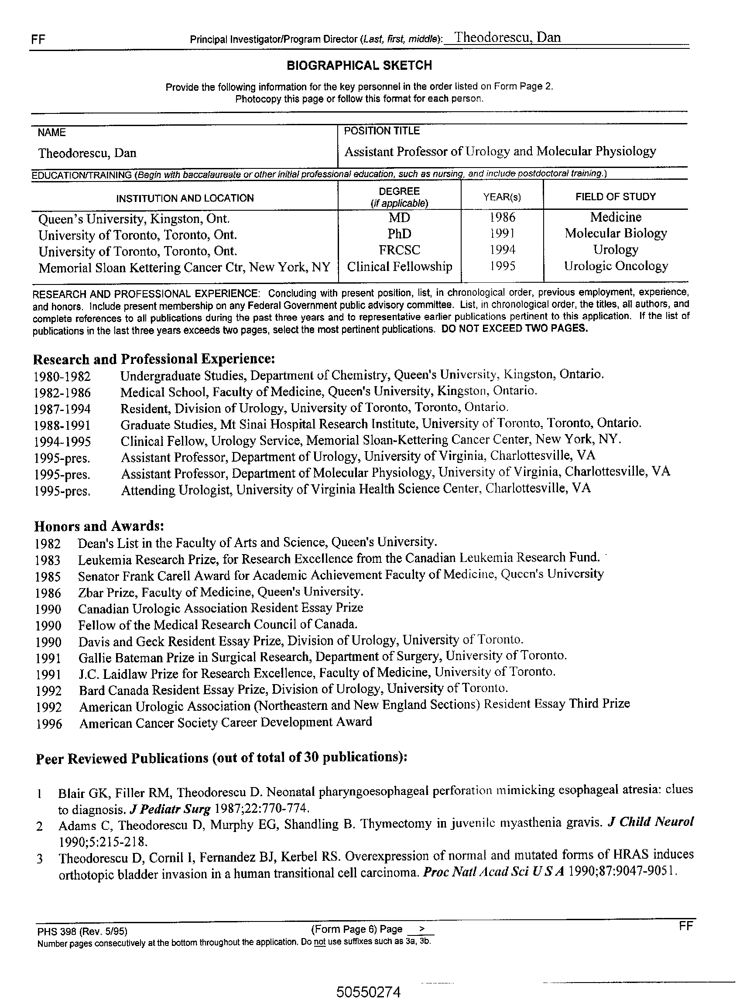 FF
Principal Investigator/Program Director (Last, first, middle): Theodorescu, Dan
BIOGRAPHICAL SKETCH
Provide the following information for the key personnel in the order listed on Form Page 2.
Photocopy this page or follow this format for each person.
NAME
POSITION TITLE
Theodorescu, Dan
Assistant Professor of Urology and Molecular Physiology
EDUCATION/TRAINING (Begin with baccalaureate or other initial professional education, such as nursing, and include postdoctoral training.)
INSTITUTION AND LOCATION
DEGREE
(if applicable)
YEAR(s)
FIELD OF STUDY
Queen's University, Kingston, Ont. MD 1986 Medicine
University of Toronto, Toronto, Ont. PhD 1991 Molecular Biology
University of Toronto, Toronto, Ont. FRCSC 1994 Urology
Memorial Sloan Kettering Cancer Ctr, New York, NY Clinical Fellowship 1995 Urologic Oncology
RESEARCH AND PROFESSIONAL EXPERIENCE: Concluding with present position, list, in chronological order, previous employment, experience,
and honors. Include present membership on any Federal Government public advisory committee. List, in chronological order, the titles, all authors, and
complete references to all publications during the past three years and to representative earlier publications pertinent to this application. If the list of
publications in the last three years exceeds two pages, select the most pertinent publications. DO NOT EXCEED TWO PAGES.
Research and Professional Experience:
1980-1982 Undergraduate Studies, Department of Chemistry, Queen's University, Kingston, Ontario.
1982-1986 Medical School, Faculty of Medicine, Queen's University, Kingston, Ontario.
1987-1994 Resident, Division of Urology, University of Toronto, Toronto, Ontario.
1988-1991 Graduate Studies, Mt Sinai Hospital Research Institute, University of Toronto, Toronto, Ontario.
1994-1995 Clinical Fellow, Urology Service, Memorial Sloan-Kettering Cancer Center, New York, NY.
1995-pres. Assistant Professor, Department of Urology, University of Virginia, Charlottesville, VA
1995-pres. Assistant Professor, Department of Molecular Physiology, University of Virginia, Charlottesville, VA
1995-pres. Attending Urologist, University of Virginia Health Science Center, Charlottesville, VA
Honors and Awards:
1982 Dean's List in the Faculty of Arts and Science, Queen's University.
1983 Leukemia Research Prize, for Research Excellence from the Canadian Leukemia Research Fund.
1985 Senator Frank Carell Award for Academic Achievement Faculty of Medicine, Queen's University
1986 Zbar Prize, Faculty of Medicine, Queen's University.
1990 Canadian Urologic Association Resident Essay Prize
1990 Fellow of the Medical Research Council of Canada.
1990 Davis and Geck Resident Essay Prize, Division of Urology, University of Toronto.
1991 Gallie Bateman Prize in Surgical Research, Department of Surgery, University of Toronto.
1991 J.C. Laidlaw Prize for Research Excellence, Faculty of Medicine, University of Toronto.
1992 Bard Canada Resident Essay Prize, Division of Urology, University of Toronto.
1992 American Urologic Association (Northeastern and New England Sections) Resident Essay Third Prize
1996 American Cancer Society Career Development Award
Peer Reviewed Publications (out of total of 30 publications):
1 Blair GK, Filler RM, Theodorescu D. Neonatal pharyngoesophageal perforation mimicking esophageal atresia: clues
to diagnosis. J Pediatr Surg 1987;22:770-774.
2 Adams C, Theodorescu D, Murphy EG, Shandling B. Thymectomy in juvenile myasthenia gravis. J Child Neurol
1990;5:215-218.
3 Theodorescu D, Cornil I, Fernandez BJ, Kerbel RS. Overexpression of normal and mutated forms of HRAS induces
orthotopic bladder invasion in a human transitional cell carcinoma. Proc Natl Acad Sci U S A 1990;87:9047-9051.
PHS 398 (Rev. 5/95) (Form Page 6) Page > FF
Number pages consecutively at the bottom throughout the application. Do not use suffixes such as 3a, 3b.
50550274